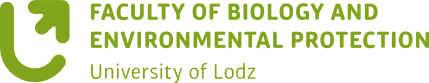 FACULTY OF BIOLOGY AND
ENVIRONMENTAL PROTECTION
University of Lodz